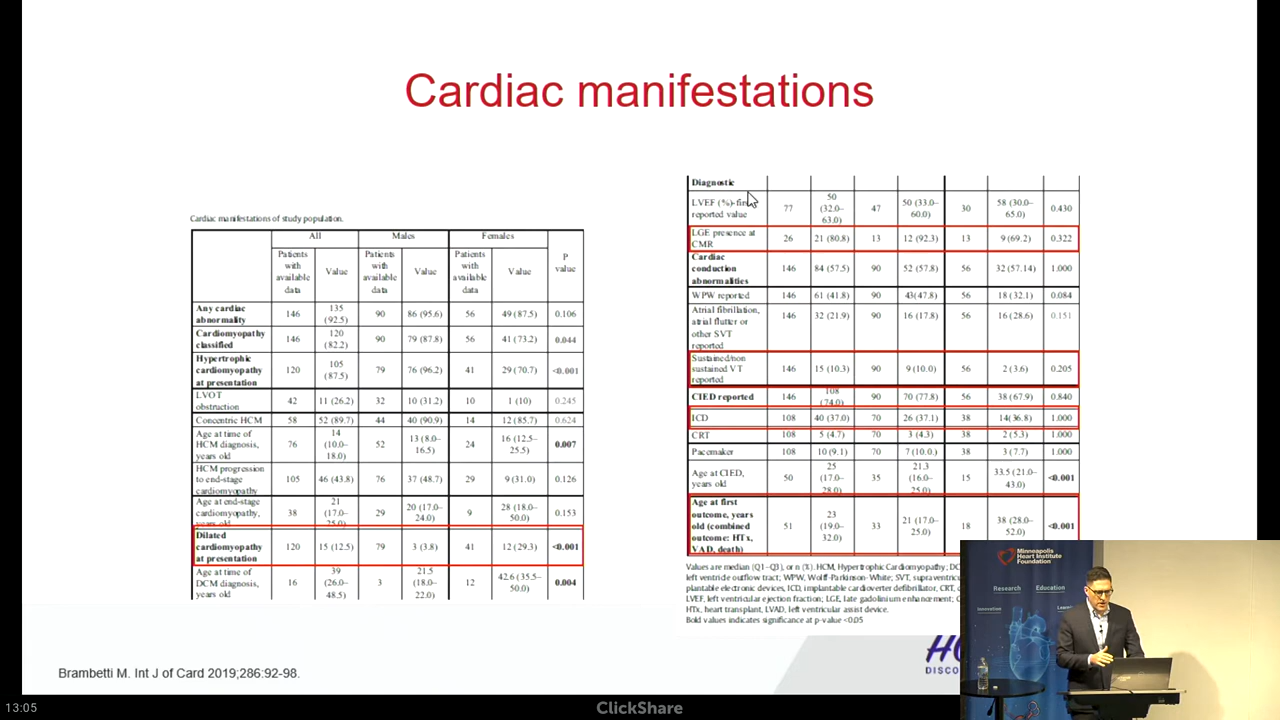 Cardiac manifestations
Cardiac manifestations of study population.
All Males Females P value
Patients with available data Value Patients with available data Value Patients with available data Value
Any cardiac abnormality 146 135 (92.5) 90 86 (95.6) 56 49 (87.5) 0.106
Cardiomyopathy classified 146 120 (82.2) 90 79 (87.8) 56 41 (73.2) 0.044
Hypertrophic cardiomyopathy at presentation 120 105 (87.5) 79 76 (96.2) 41 29 (70.7) <0.001
LVOT obstruction 42 11 (26.2) 32 10 (31.2) 10 1 (10) 0.245
Concentric HCM 58 52 (89.7) 44 40 (90.9) 14 12 (85.7) 0.624
Age at time of HCM diagnosis, years old 76 14 (10.0–18.0) 52 13 (8.0–16.5) 24 16 (12.5–25.5) 0.007
HCM progression to end-stage cardiomyopathy 105 46 (43.8) 76 37 (48.7) 29 9 (31.0) 0.126
Age at end-stage cardiomyopathy, years old 38 21 (17.0–25.0) 29 20 (17.0–24.0) 9 28 (18.0–50.0) 0.153
Dilated cardiomyopathy at presentation 120 15 (12.5) 79 3 (3.8) 41 12 (29.3) <0.001
Age at time of DCM diagnosis, years old 16 39 (26.0–48.5) 3 21.5 (18.0–22.0) 12 42.6 (35.5–50.0) 0.004
Diagnostic
LVEF (%)-first reported value 77 50 (32.0–63.0) 47 50 (33.0–60.0) 30 58 (30.0–65.0) 0.430
LGE presence at CMR 26 21 (80.8) 13 12 (92.3) 13 9 (69.2) 0.322
Cardiac conduction abnormalities 146 84 (57.5) 90 52 (57.8) 56 32 (57.14) 1.000
WPW reported 146 61 (41.8) 90 43(47.8) 56 18 (32.1) 0.084
Atrial fibrillation, atrial flutter or other SVT reported 146 32 (21.9) 90 16 (17.8) 56 16 (28.6) 0.151
Sustained/non sustained VT reported 146 15 (10.3) 90 9 (10.0) 56 2 (3.6) 0.205
CIED reported 146 108 (74.0) 90 70 (77.8) 56 38 (67.9) 0.840
ICD 108 40 (37.0) 70 26 (37.1) 38 14(36.8) 1.000
CRT 108 5 (4.7) 70 3 (4.3) 38 2 (5.3) 1.000
Pacemaker 108 10 (9.1) 70 7 (10.0.) 38 3 (7.7) 1.000
Age at CIED, years old 50 25 (17.0–28.0) 35 21.3 (16.0–25.0) 15 33.5 (21.0–43.0) <0.001
Age at first outcome, years old (combined outcome: HTx, VAD, death) 51 23 (19.0–32.0) 33 21 (17.0–25.0) 18 38 (28.0–52.0) <0.001
Values are median (Q1–Q3), or n (%). HCM, Hypertrophic Cardiomyopathy; DC
left ventricle outflow tract; WPW, Wolff-Parkinson-White; SVT, supraventric
plantable electronic devices, ICD, implantable cardioverter defibrillator, CRT,
LVEF, left ventricular ejection fraction; LGE, late gadolinium enhancement; C
HTx, heart transplant, LVAD, left ventricular assist device.
Bold values indicates significance at p-value <0.05
Brambetti M. Int J of Card 2019;286:92-98.
DISCO
Minneapolis
Heart Institute
Foundation
Research Education
Innovation
13:05
ClickShare